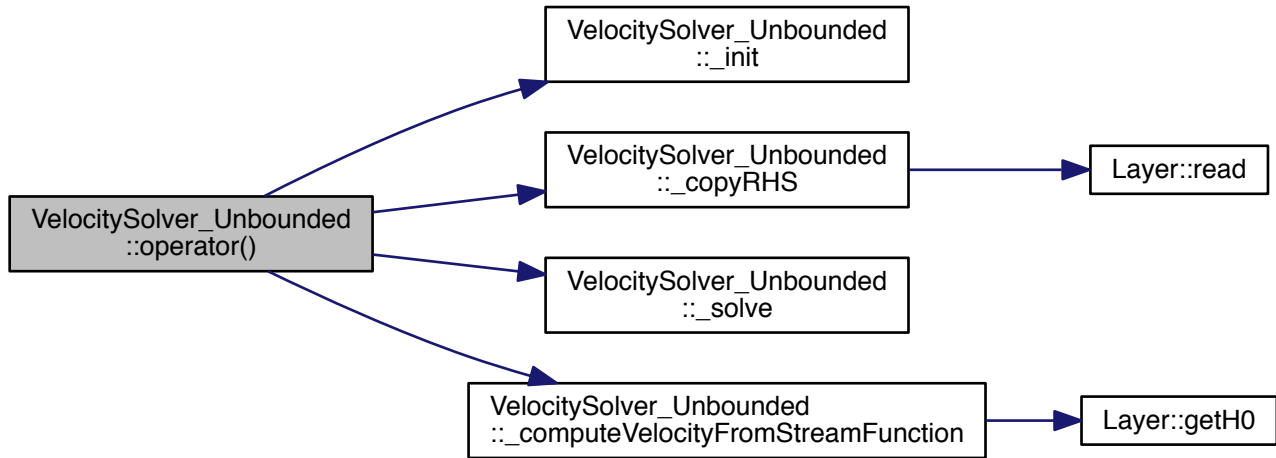 VelocitySolver_Unbounded
::_init
VelocitySolver_Unbounded
::_copyRHS
Layer::read
VelocitySolver_Unbounded
::operator()
VelocitySolver_Unbounded
::_solve
VelocitySolver_Unbounded
::_computeVelocityFromStreamFunction
Layer::getH0